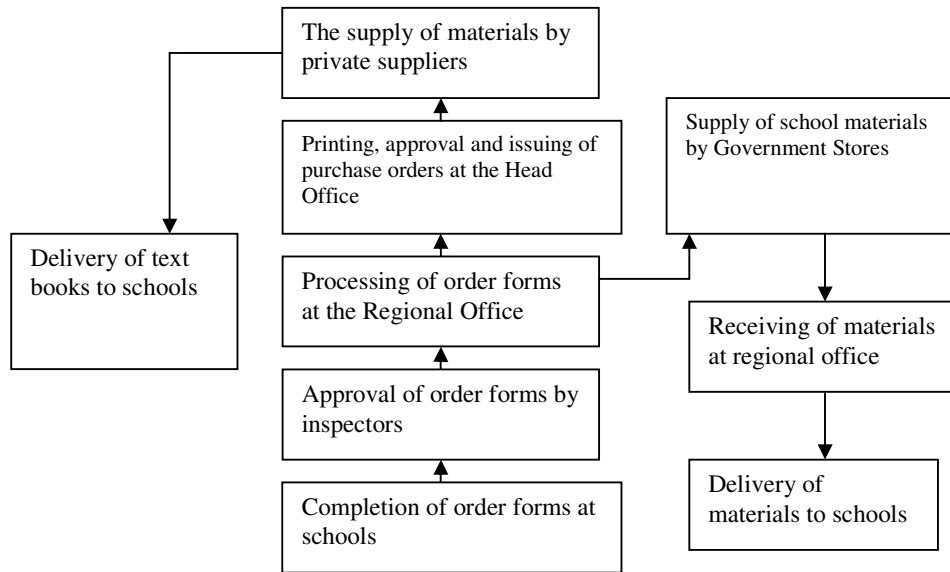 The supply of materials by
private suppliers
Printing, approval and issuing of
purchase orders at the Head
Office
Supply of school materials
by Government Stores
Delivery of text
books to schools
Processing of order forms
at the Regional Office
Receiving of materials
at regional office
Approval of order forms by
inspectors
Completion of order forms at
schools
Delivery of
materials to schools